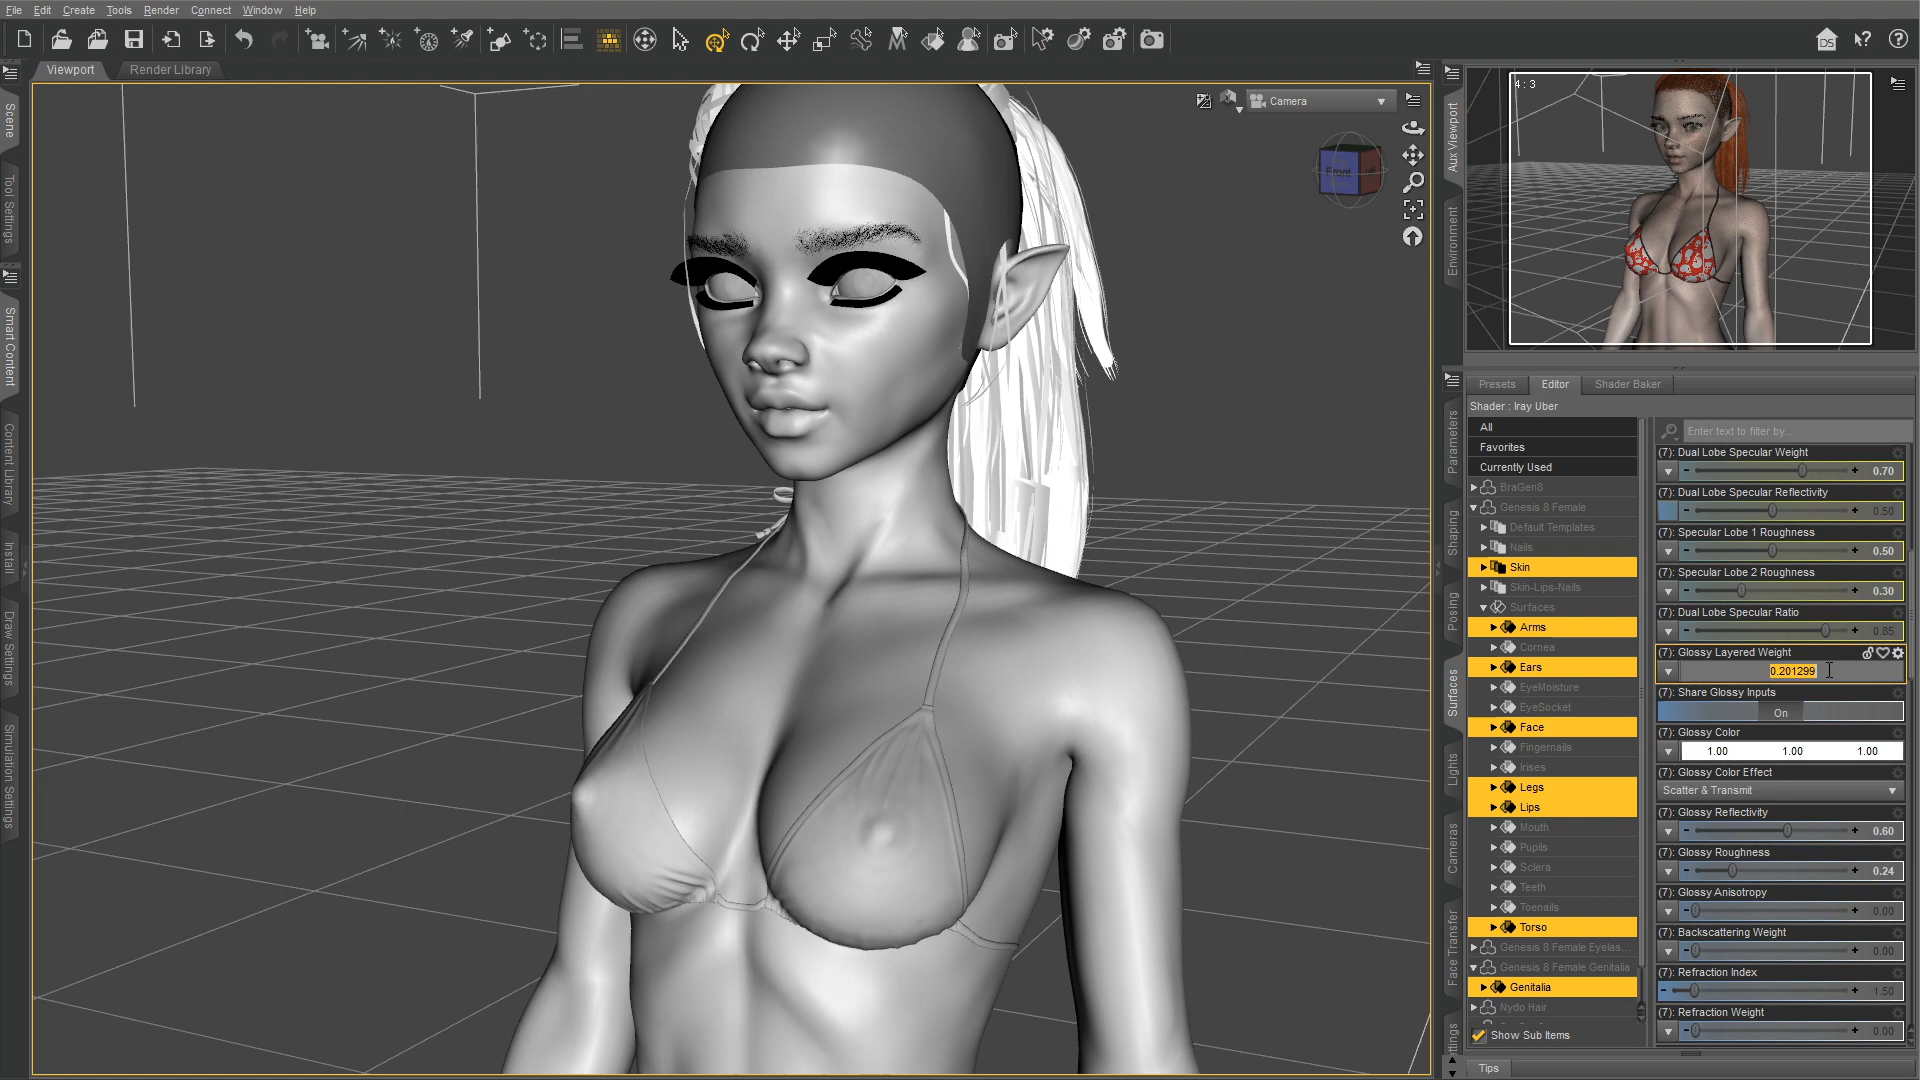 File Edit Create Tools Render Connect Window Help
Viewport Render Library
Camera
Front
Scene
Tool Settings
Smart Content
Content Library
Install
Draw Settings
Simulation Settings
4 : 3
Aux Viewport
Environment
Parameters
Shaping
Posing
Surfaces
Lights
Cameras
Face Transfer
Presets Editor Shader Baker
Shader : Iray Uber
All
Favorites
Currently Used
BraGen8
Genesis 8 Female
Default Templates
Nails
Skin
Skin-Lips-Nails
Surfaces
Arms
Cornea
Ears
EyeMoisture
EyeSocket
Face
Fingernails
Irises
Legs
Lips
Mouth
Pupils
Sclera
Teeth
Toenails
Torso
Genesis 8 Female Eyelas...
Genesis 8 Female Genitalia
Genitalia
Nydo Hair
Show Sub Items
Enter text to filter by...
(7): Dual Lobe Specular Weight
0.70
(7): Dual Lobe Specular Reflectivity
0.50
(7): Specular Lobe 1 Roughness
0.50
(7): Specular Lobe 2 Roughness
0.30
(7): Dual Lobe Specular Ratio
0.85
(7): Glossy Layered Weight
0.201299
(7): Share Glossy Inputs
On
(7): Glossy Color
1.00 1.00 1.00
(7): Glossy Color Effect
Scatter & Transmit
(7): Glossy Reflectivity
0.60
(7): Glossy Roughness
0.24
(7): Glossy Anisotropy
0.00
(7): Backscattering Weight
0.00
(7): Refraction Index
1.50
(7): Refraction Weight
0.00
Tips